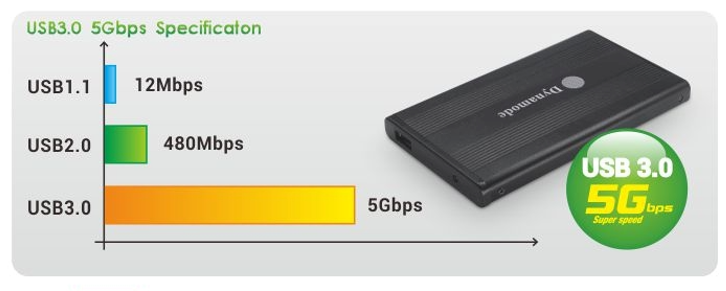 USB3.0 5Gbps Specificaton
USB1.1
12Mbps
USB2.0
480Mbps
USB3.0
5Gbps
Dynamode
USB 3.0
5Gbps
Super speed